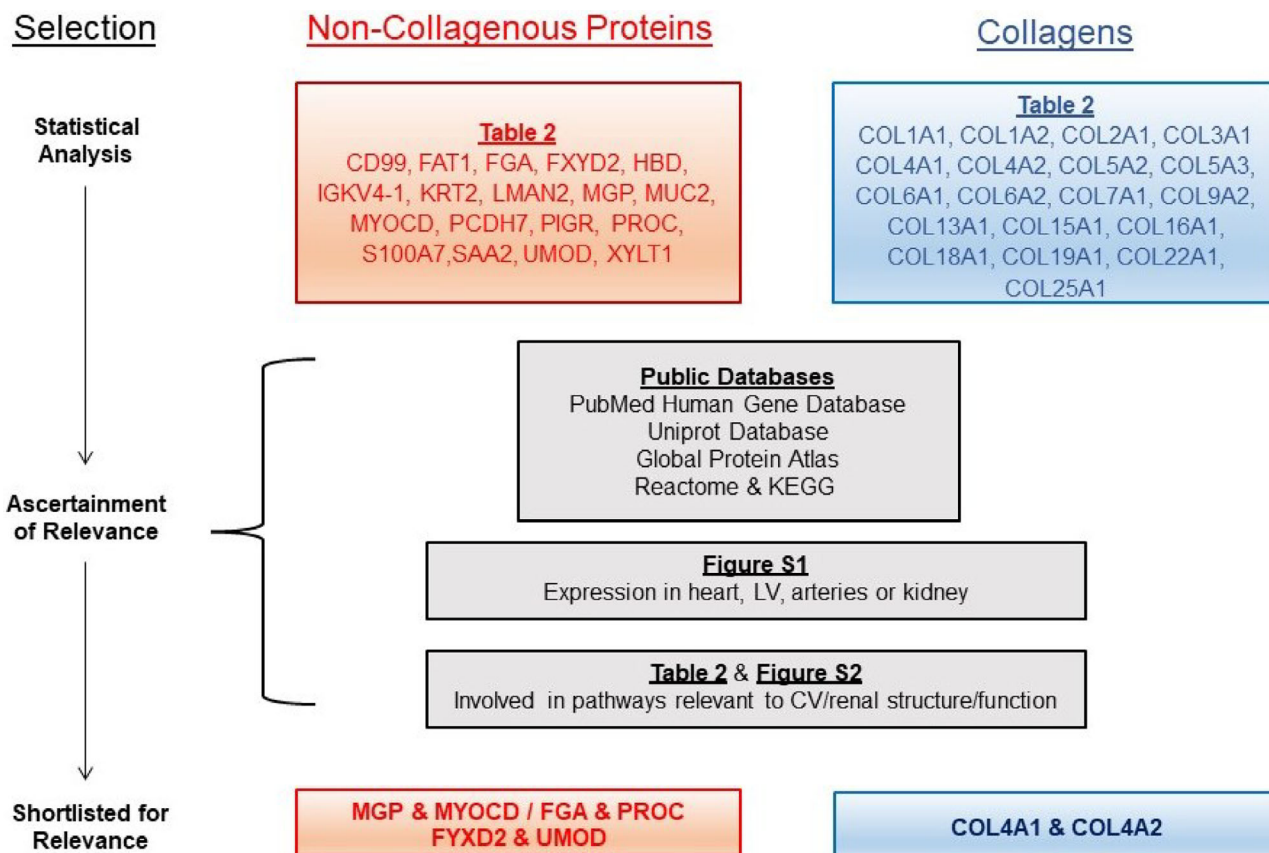 Selection
Non-Collagenous Proteins
Collagens
Statistical
Analysis
Table 2
CD99, FAT1, FGA, FXYD2, HBD,
IGKV4-1, KRT2, LMAN2, MGP, MUC2,
MYOCD, PCDH7, PIGR, PROC,
S100A7,SAA2, UMOD, XYLT1
Table 2
COL1A1, COL1A2, COL2A1, COL3A1
COL4A1, COL4A2, COL5A2, COL5A3,
COL6A1, COL6A2, COL7A1, COL9A2,
COL13A1, COL15A1, COL16A1,
COL18A1, COL19A1, COL22A1,
COL25A1
Ascertainment
of Relevance
Public Databases
PubMed Human Gene Database
Uniprot Database
Global Protein Atlas
Reactome & KEGG
Figure S1
Expression in heart, LV, arteries or kidney
Table 2 & Figure S2
Involved in pathways relevant to CV/renal structure/function
Shortlisted for
Relevance
MGP & MYOCD / FGA & PROC
FYXD2 & UMOD
COL4A1 & COL4A2